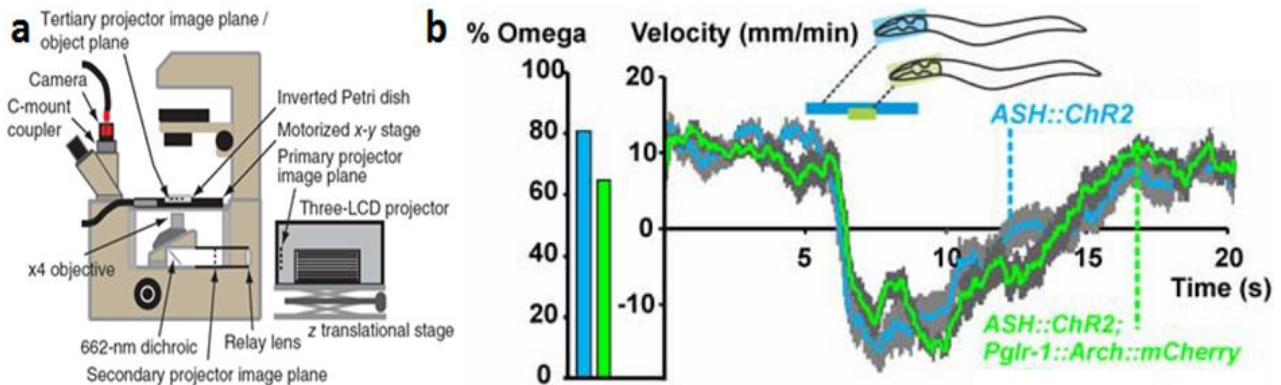 a
Tertiary projector image plane /
object plane
Camera
C-mount
coupler
Inverted Petri dish
Motorized x-y stage
Primary projector
image plane
Three-LCD projector
x4 objective
662-nm dichroic
Relay lens
z translational stage
Secondary projector image plane
b
% Omega
100
80
60
40
20
0
Velocity (mm/min)
20
10
0
-10
5
10
15
20
Time (s)
ASH::ChR2
ASH::ChR2;
Pglr-1::Arch::mCherry